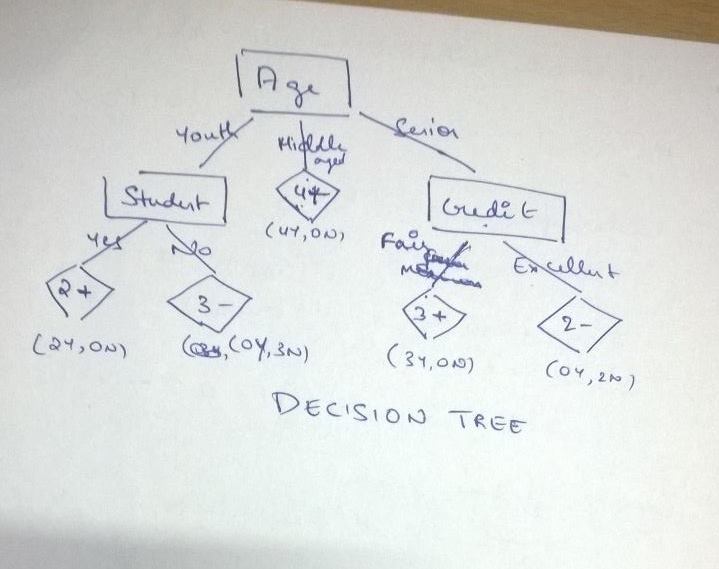 Age
Youth
Middle
aged
Senior
Student
4+
Credit
(4Y,0N)
Yes
No
Fair
Excellent
2+
3-
3+
2-
(2Y,0N)
(0Y,3N)
(3Y,0N)
(0Y,2N)
DECISION TREE